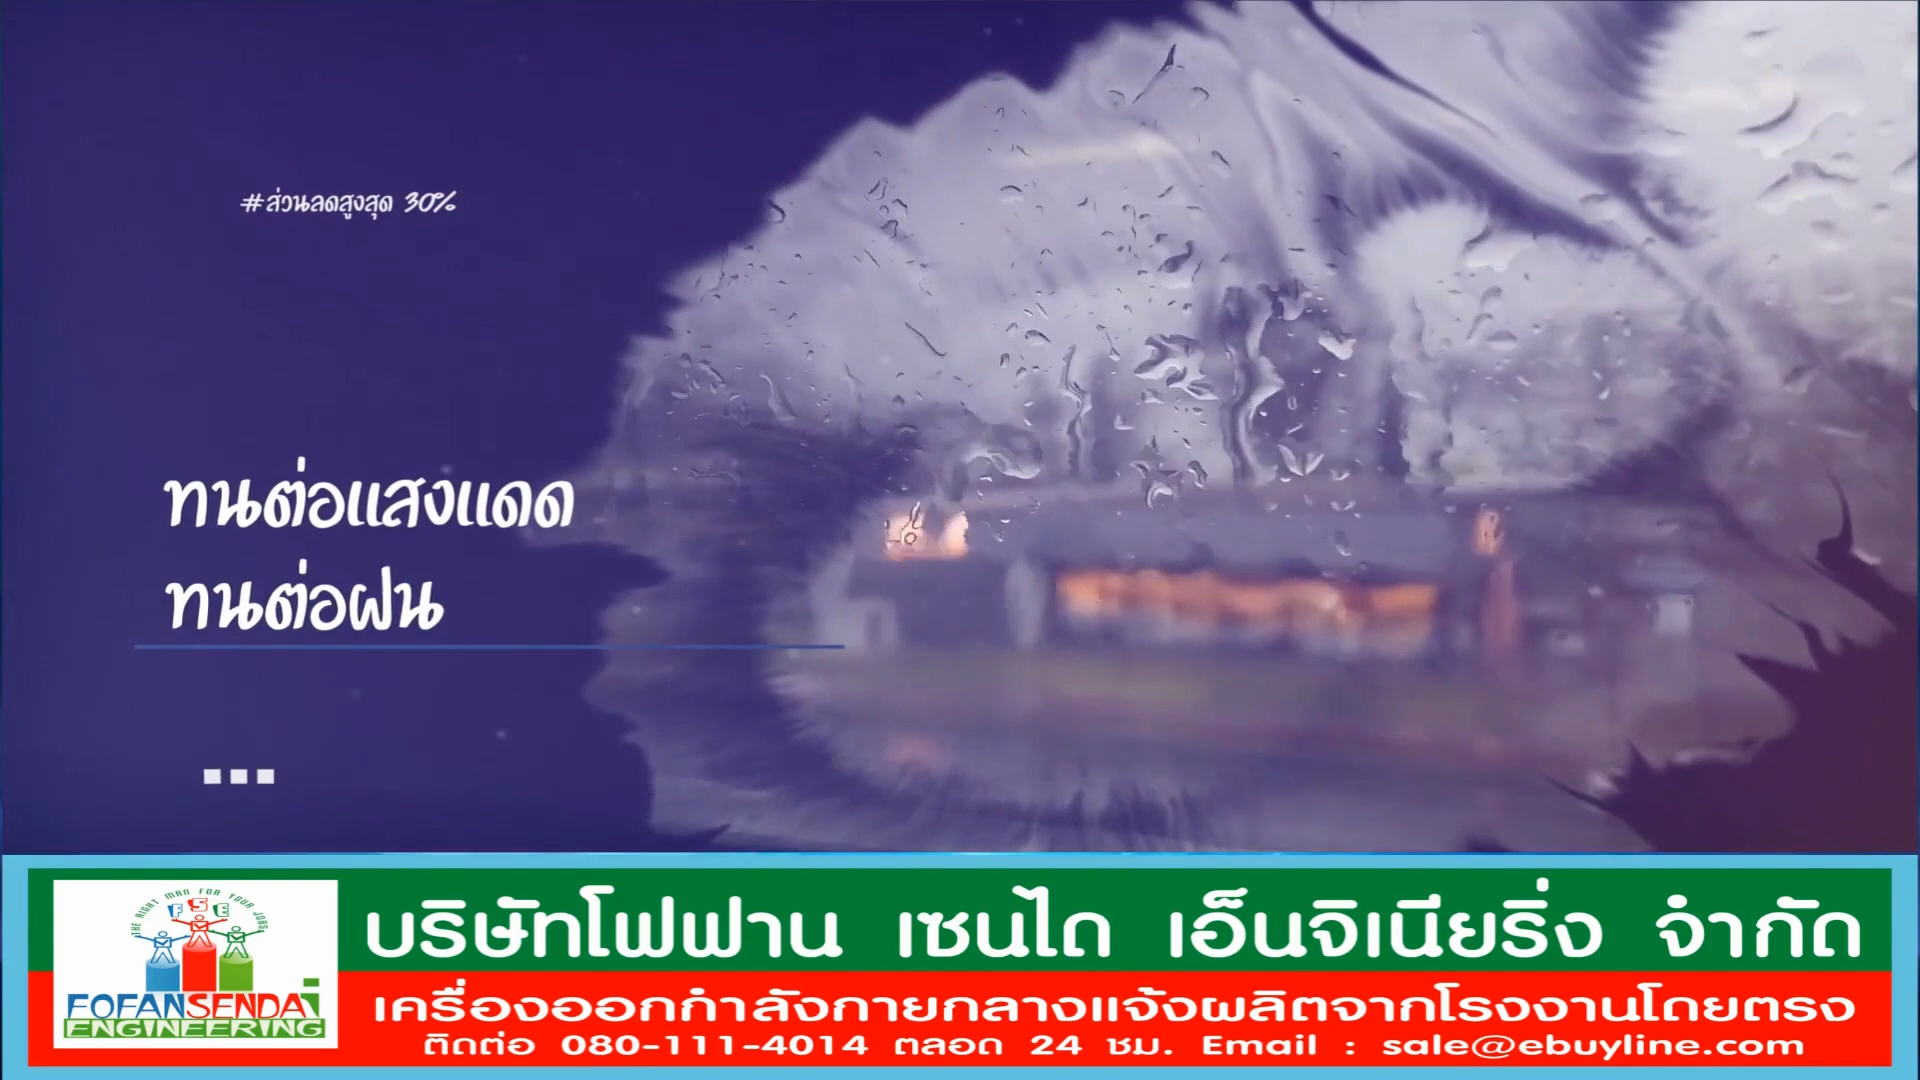 #ส่วนลดสูงสุด 30%
ทนต่อแสงแดด
ทนต่อฝน
THE RIGHT MAN FOR YOUR JOBS
FSE
FOFANSENDAi
ENGINEERING
บริษัทโฟฟาน เซนได เอ็นจิเนียริ่ง จำกัด
เครื่องออกกำลังกายกลางแจ้งผลิตจากโรงงานโดยตรง
ติดต่อ 080-111-4014 ตลอด 24 ชม. Email : sale@ebuyline.com